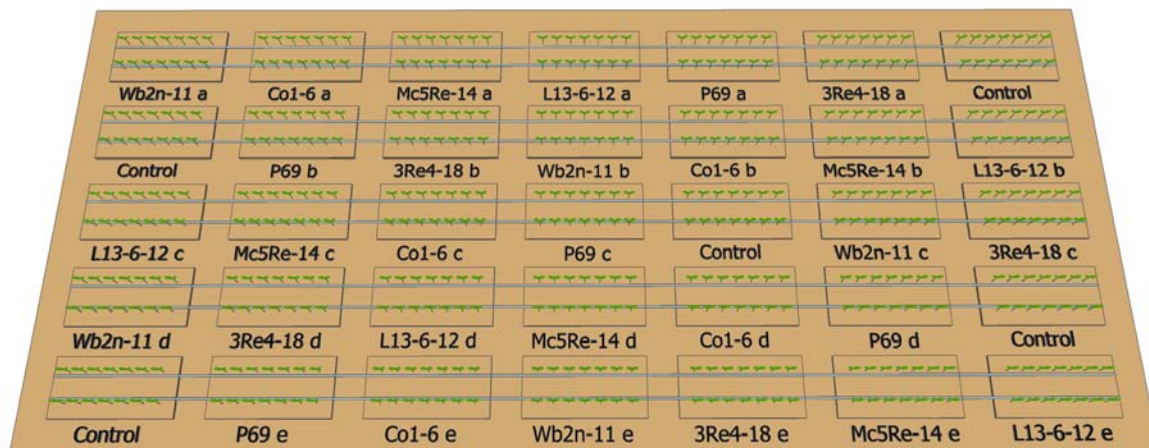 Wb2n-11 a Co1-6 a Mc5Re-14 a L13-6-12 a P69 a 3Re4-18 a Control
Control P69 b 3Re4-18 b Wb2n-11 b Co1-6 b Mc5Re-14 b L13-6-12 b
L13-6-12 c Mc5Re-14 c Co1-6 c P69 c Control Wb2n-11 c 3Re4-18 c
Wb2n-11 d 3Re4-18 d L13-6-12 d Mc5Re-14 d Co1-6 d P69 d Control
Control P69 e Co1-6 e Wb2n-11 e 3Re4-18 e Mc5Re-14 e L13-6-12 e